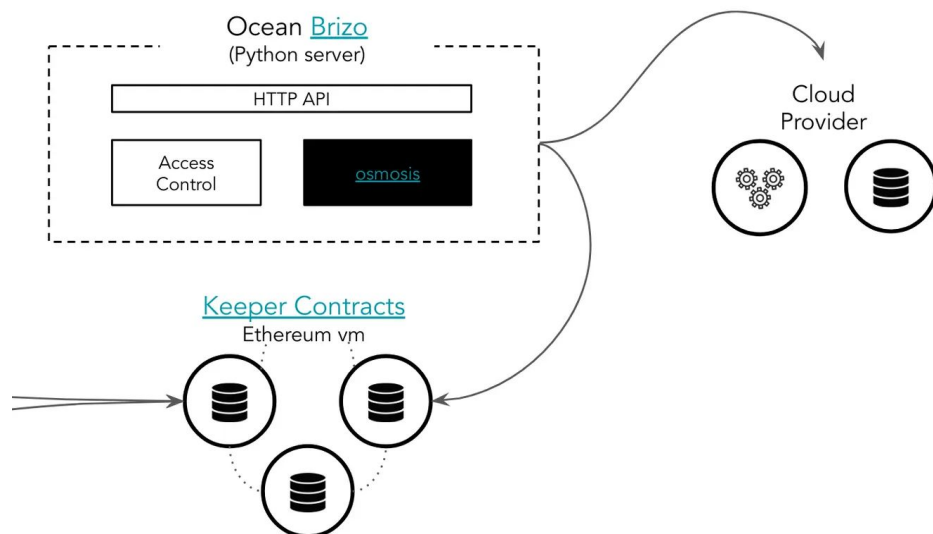 Ocean Brizo
(Python server)
HTTP API
Access
Control
osmosis
Cloud
Provider
Keeper Contracts
Ethereum vm